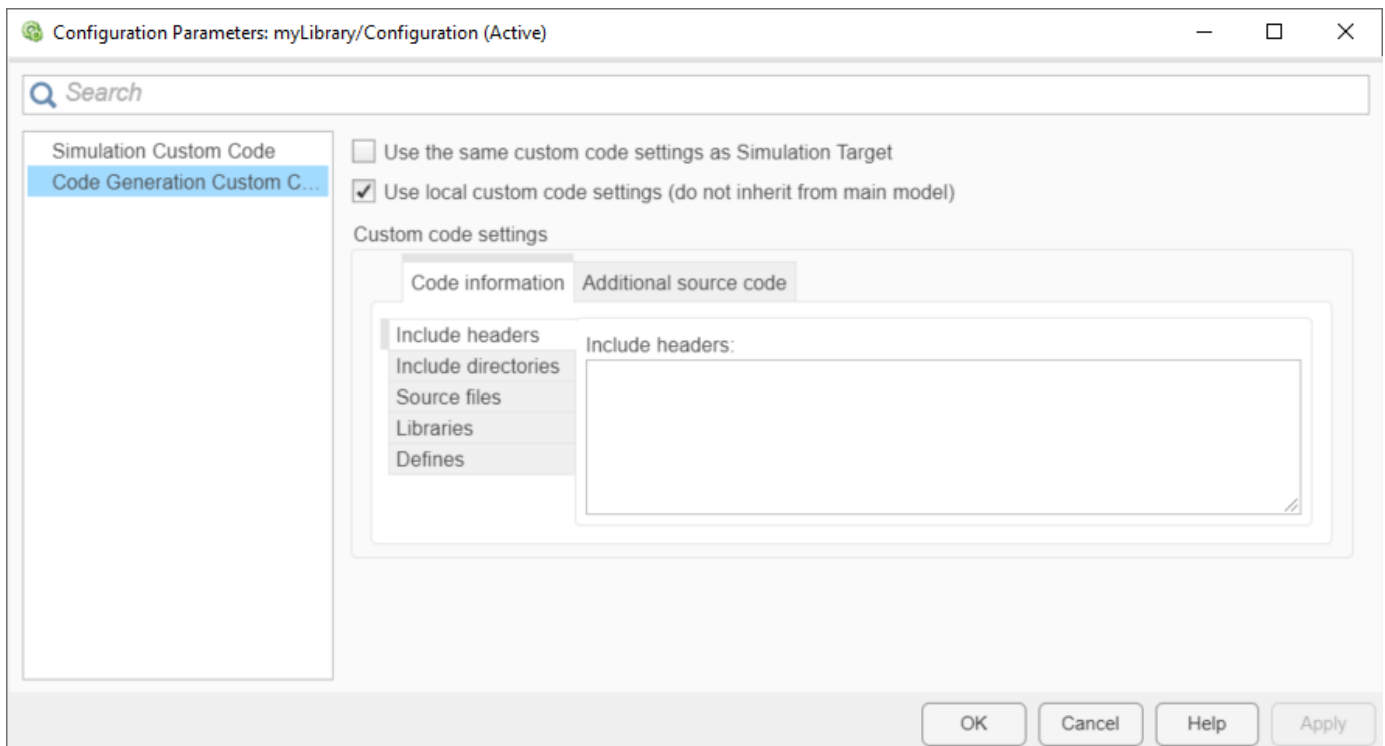 Configuration Parameters: myLibrary/Configuration (Active)
Search
Simulation Custom Code
Code Generation Custom C...
Use the same custom code settings as Simulation Target
Use local custom code settings (do not inherit from main model)
Custom code settings
Code information
Additional source code
Include headers
Include directories
Source files
Libraries
Defines
Include headers:
OK
Cancel
Help
Apply